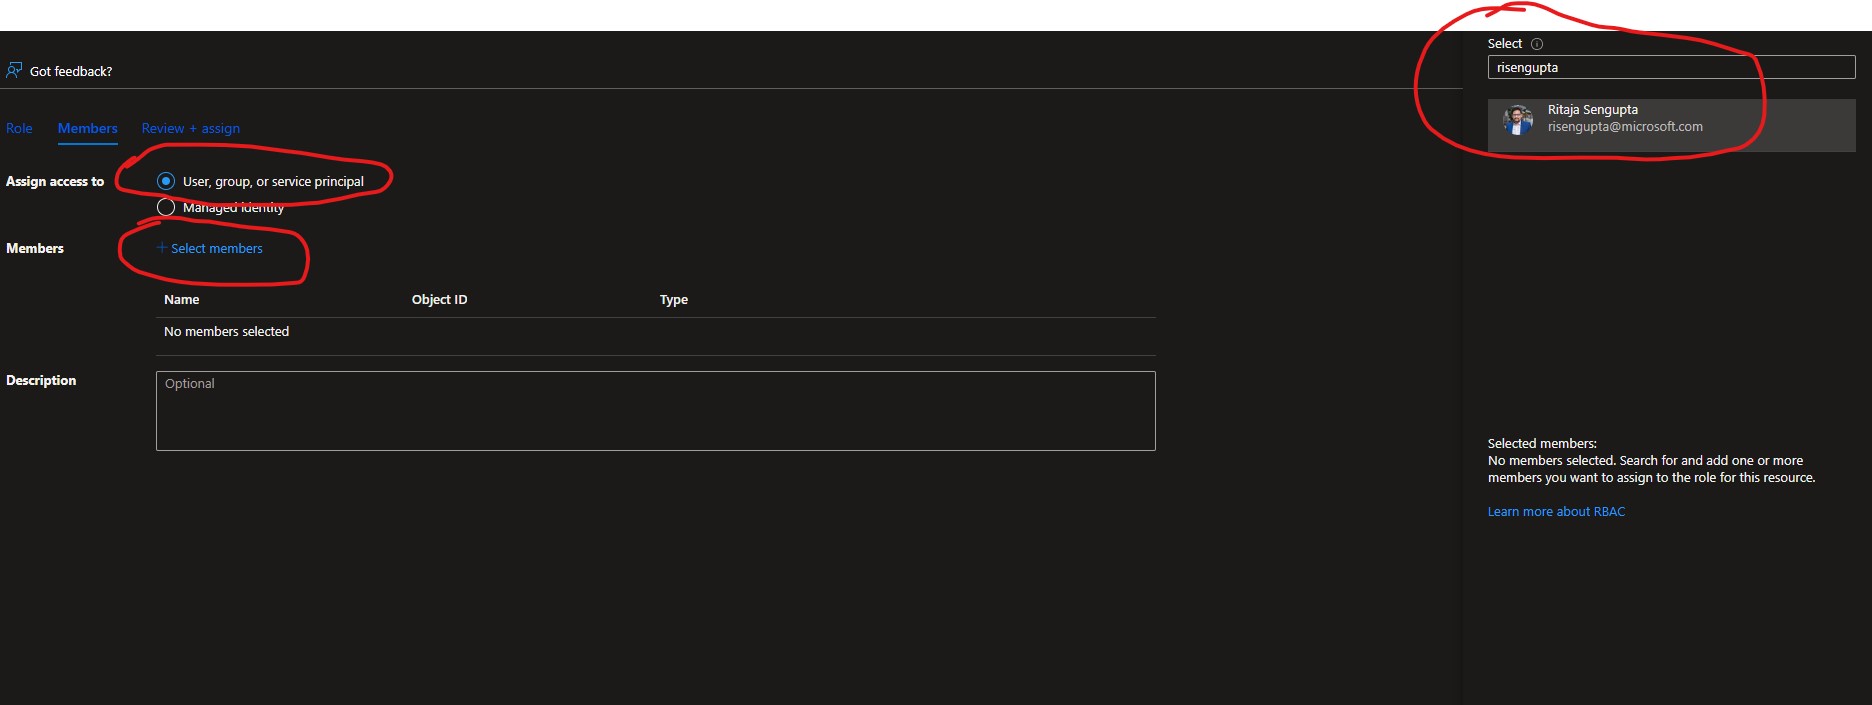 Got feedback?
Role Members Review + assign
Assign access to User, group, or service principal
Managed identity
Members + Select members
Name Object ID Type
No members selected
Description Optional
Select
risengupta
Ritaja Sengupta
risengupta@microsoft.com
Selected members:
No members selected. Search for and add one or more
members you want to assign to the role for this resource.
Learn more about RBAC